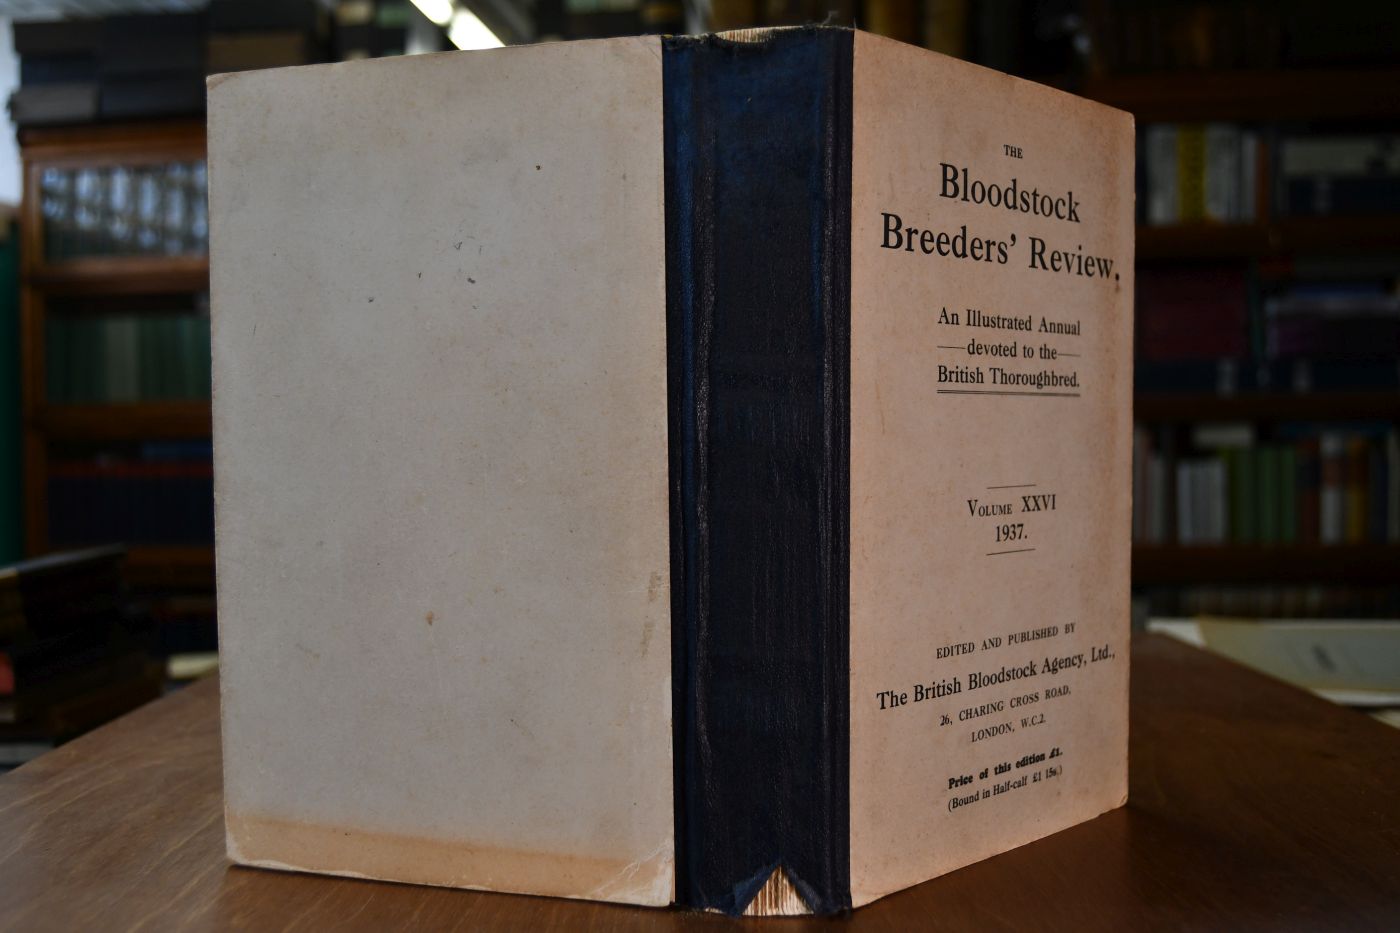 THE
Bloodstock
Breeders’ Review.
An Illustrated Annual
devoted to the
British Thoroughbred.
VOLUME XXVI
1937.
EDITED AND PUBLISHED BY
The British Bloodstock Agency, Ltd.,
26, CHARING CROSS ROAD,
LONDON, W.C.2.
Price of this edition £1.
(Bound in Half-calf £1 15s.)